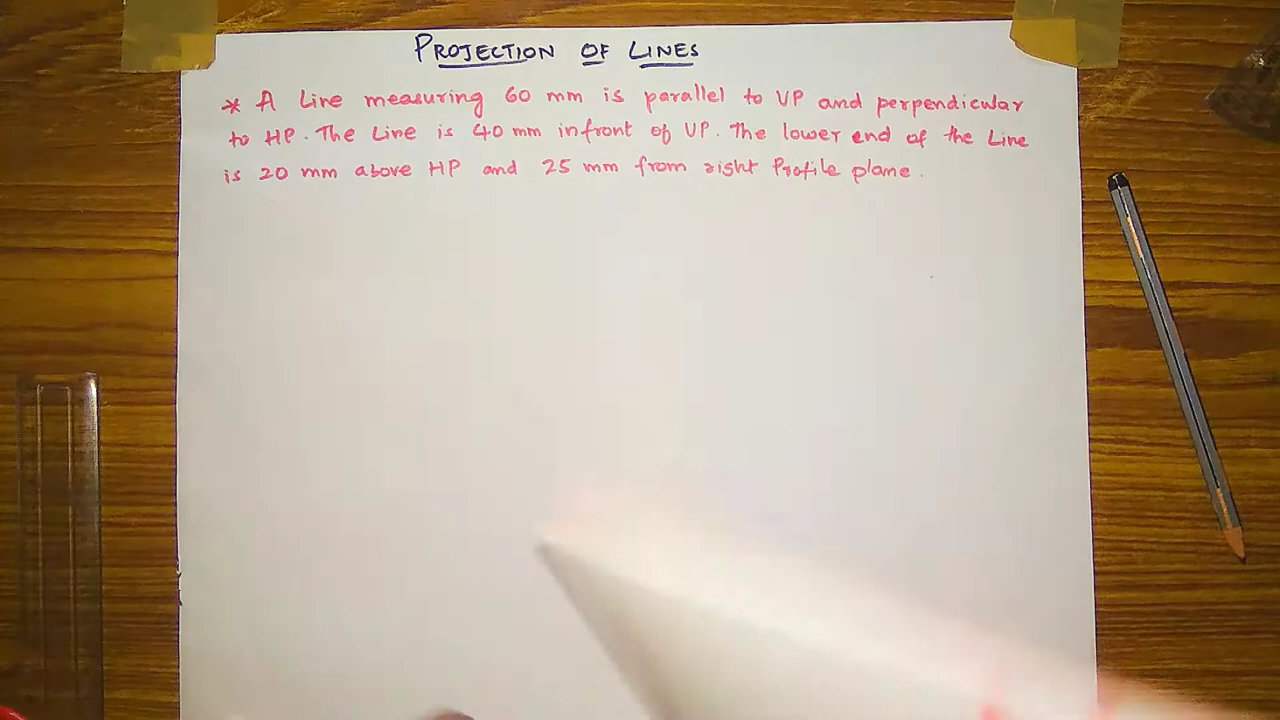 PROJECTION OF LINES
* A Line measuring 60 mm is parallel to VP and perpendicular
to HP. The Line is 40 mm infront of VP. The lower end of the Line
is 20 mm above HP and 25 mm from right Profile plane.